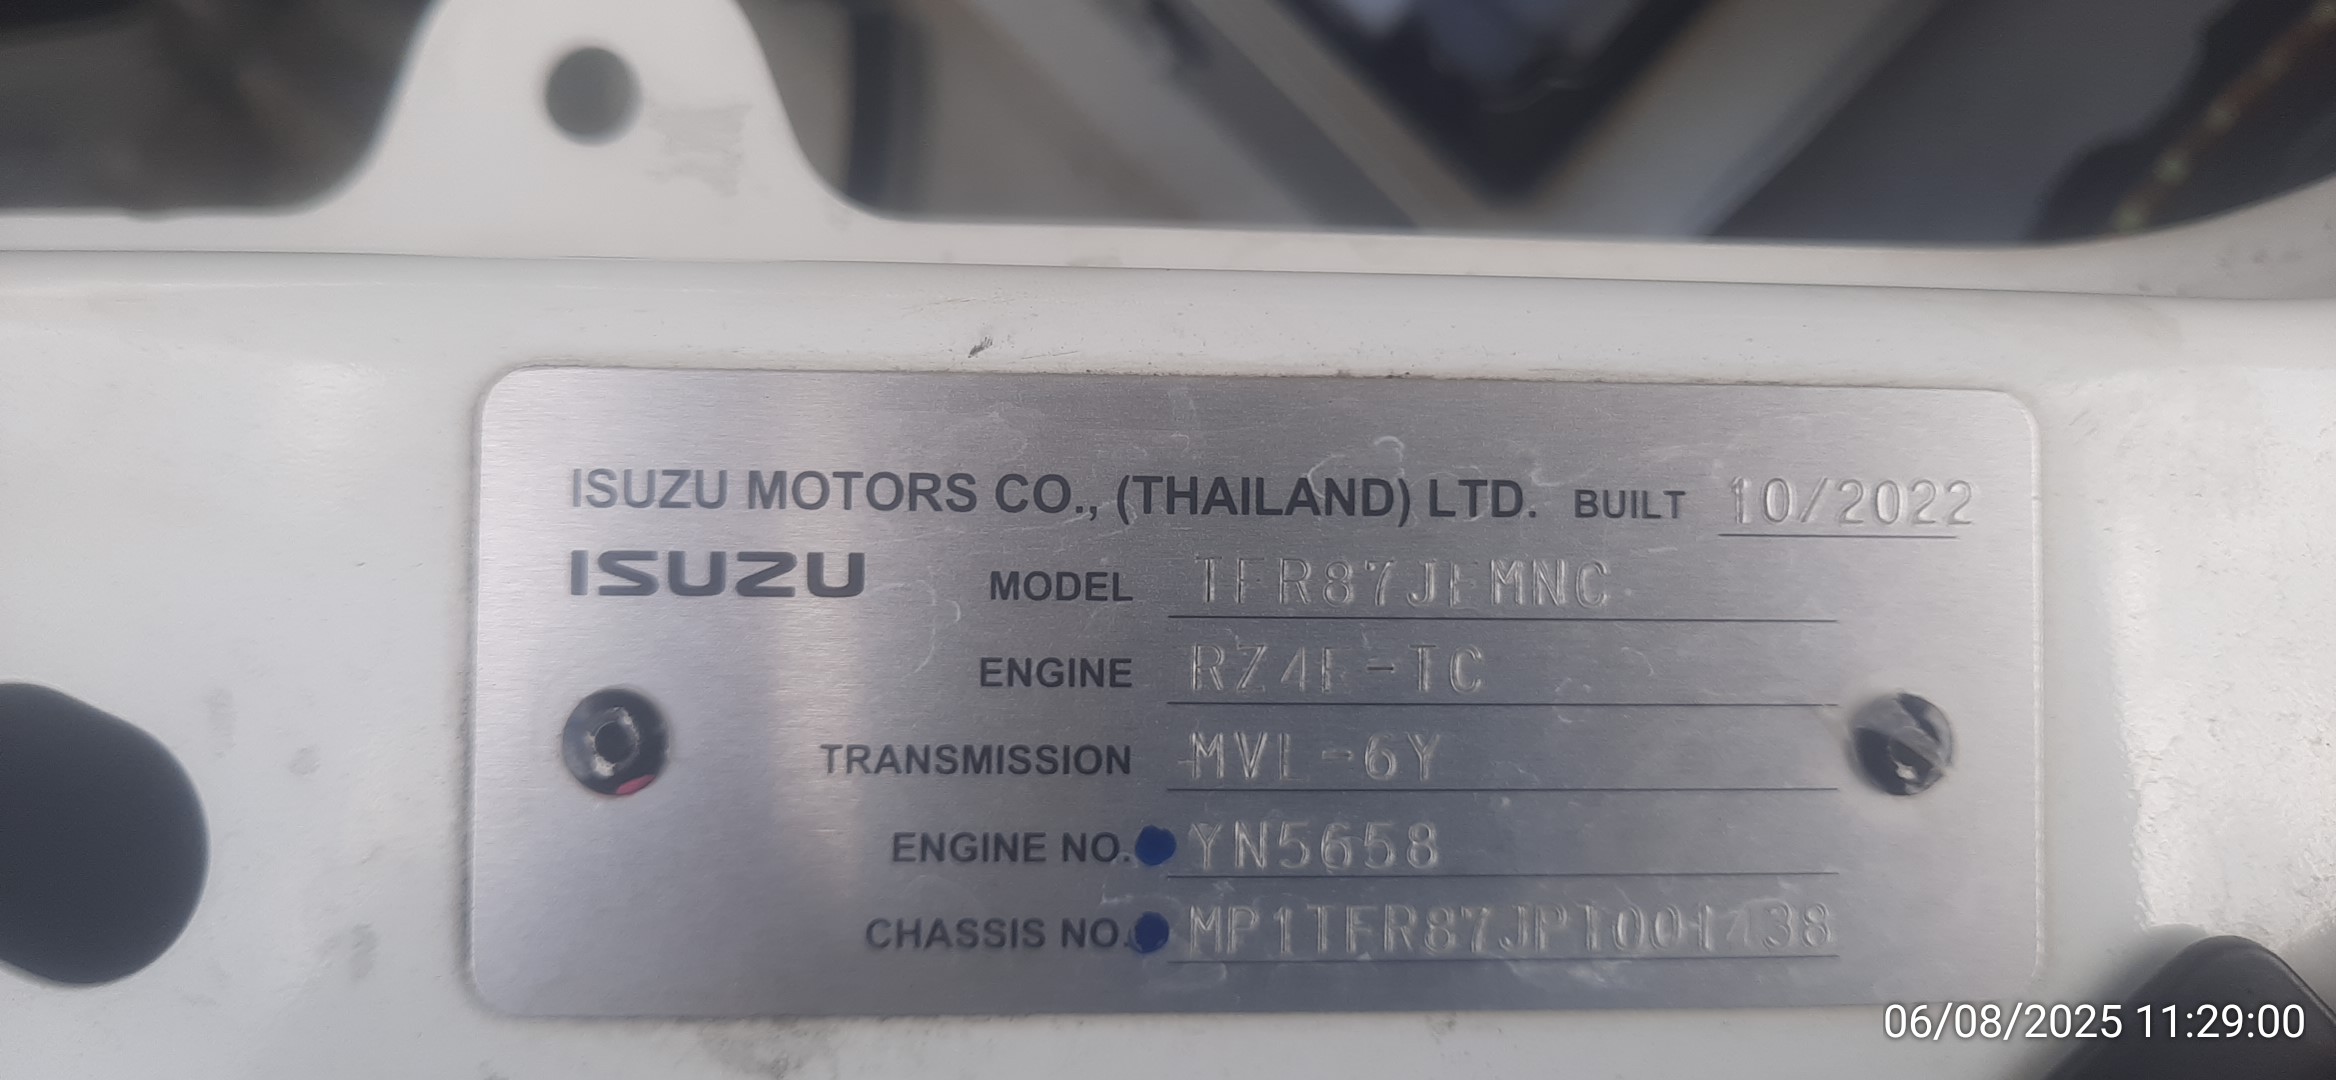 ISUZU MOTORS CO., (THAILAND) LTD. BUILT 10/2022
ISUZU MODEL TFR87JFMNC
ENGINE RZ4E-TC
TRANSMISSION MVL-6Y
ENGINE NO. YN5658
CHASSIS NO. MP1TFR87JPT001438
06/08/2025 11:29:00